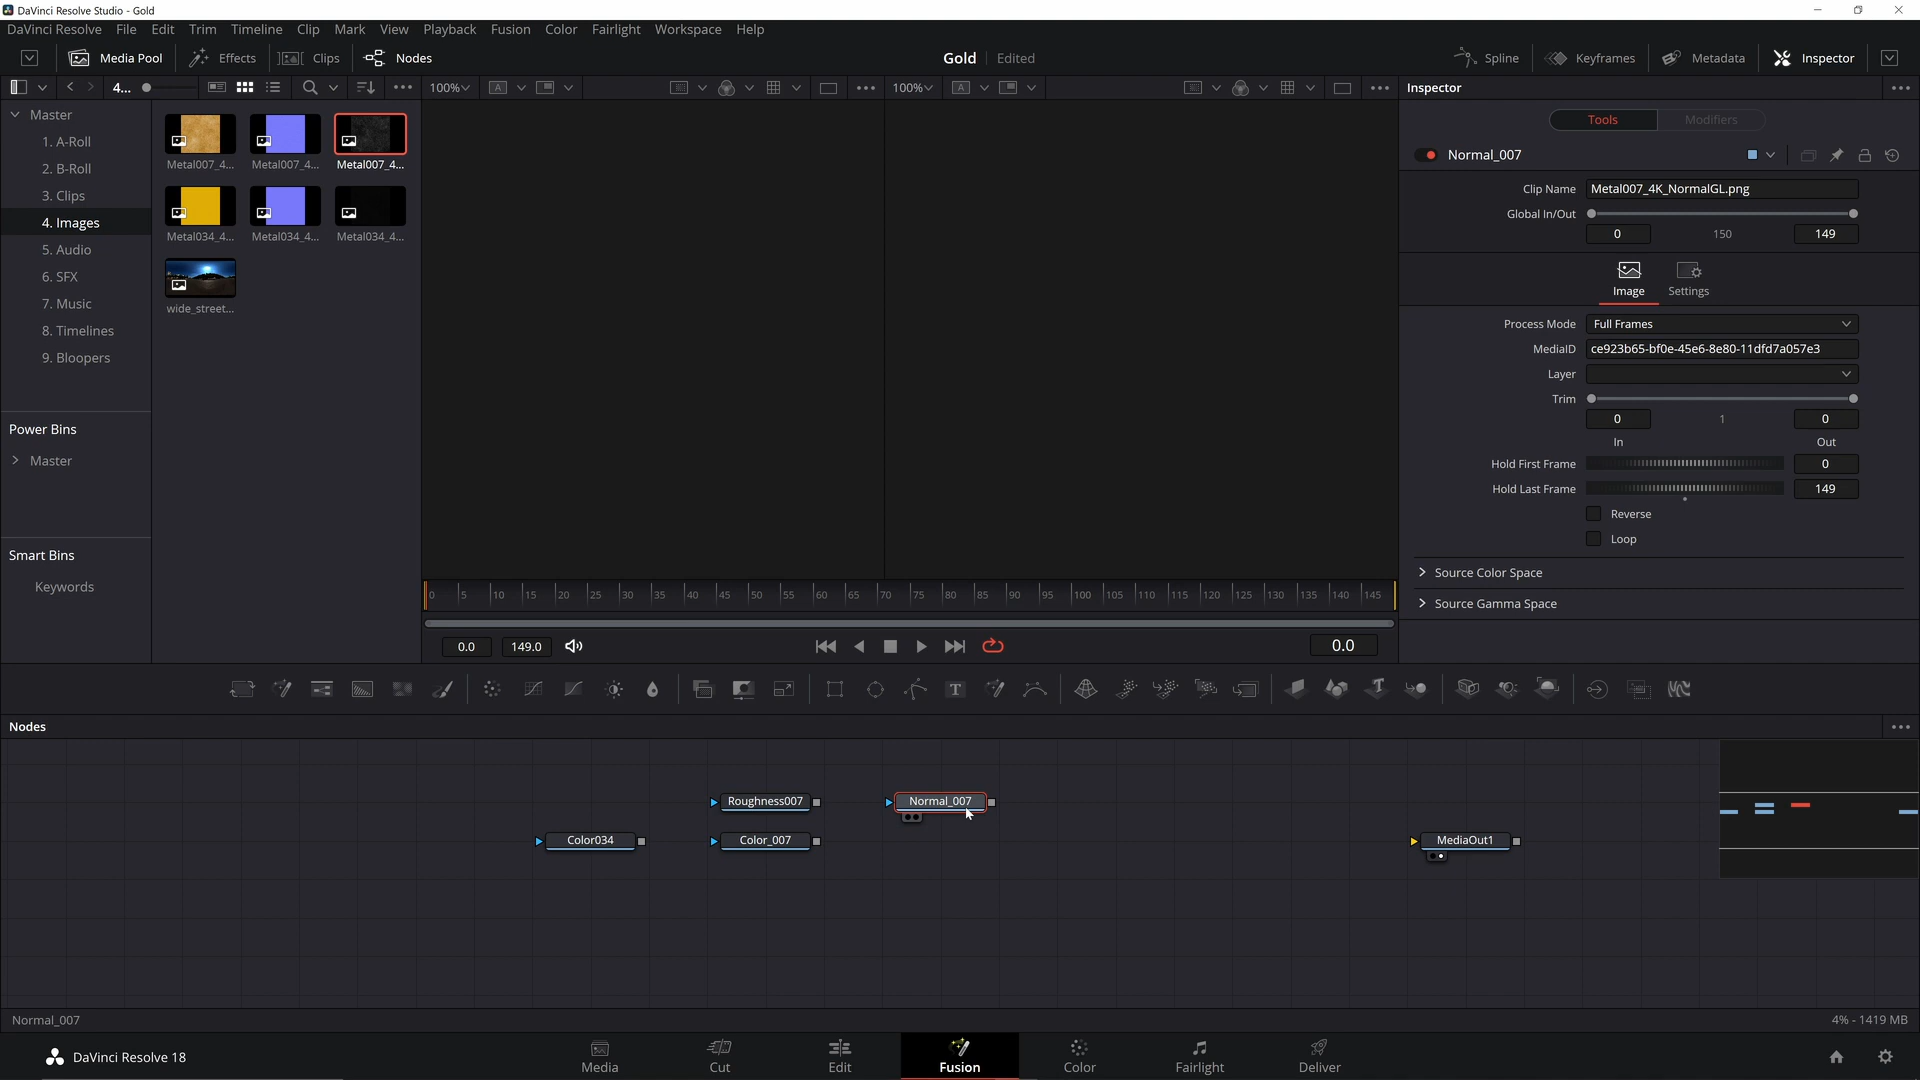 DaVinci Resolve Studio - Gold
DaVinci Resolve File Edit Trim Timeline Clip Mark View Playback Fusion Color Fairlight Workspace Help
Media Pool Effects Clips Nodes Gold Edited Spline Keyframes Metadata Inspector
4... 100% A 100% A Inspector
Master
1. A-Roll
2. B-Roll
3. Clips
4. Images
5. Audio
6. SFX
7. Music
8. Timelines
9. Bloopers
Power Bins
Master
Smart Bins
Keywords
Metal007_4... Metal007_4... Metal007_4...
Metal034_4... Metal034_4... Metal034_4...
wide_street...
0 5 10 15 20 25 30 35 40 45 50 55 60 65 70 75 80 85 90 95 100 105 110 115 120 125 130 135 140 145
0.0 149.0 0.0
Tools Modifiers
Normal_007
Clip Name Metal007_4K_NormalGL.png
Global In/Out
0 150 149
Image Settings
Process Mode Full Frames
MediaID ce923b65-bf0e-45e6-8e80-11dfd7a057e3
Layer
Trim
0 1 0
In Out
Hold First Frame 0
Hold Last Frame 149
Reverse
Loop
Source Color Space
Source Gamma Space
T T
Nodes
Roughness007 Normal_007
Color034 Color_007 MediaOut1
Normal_007 4% - 1419 MB
DaVinci Resolve 18 Media Cut Edit Fusion Color Fairlight Deliver